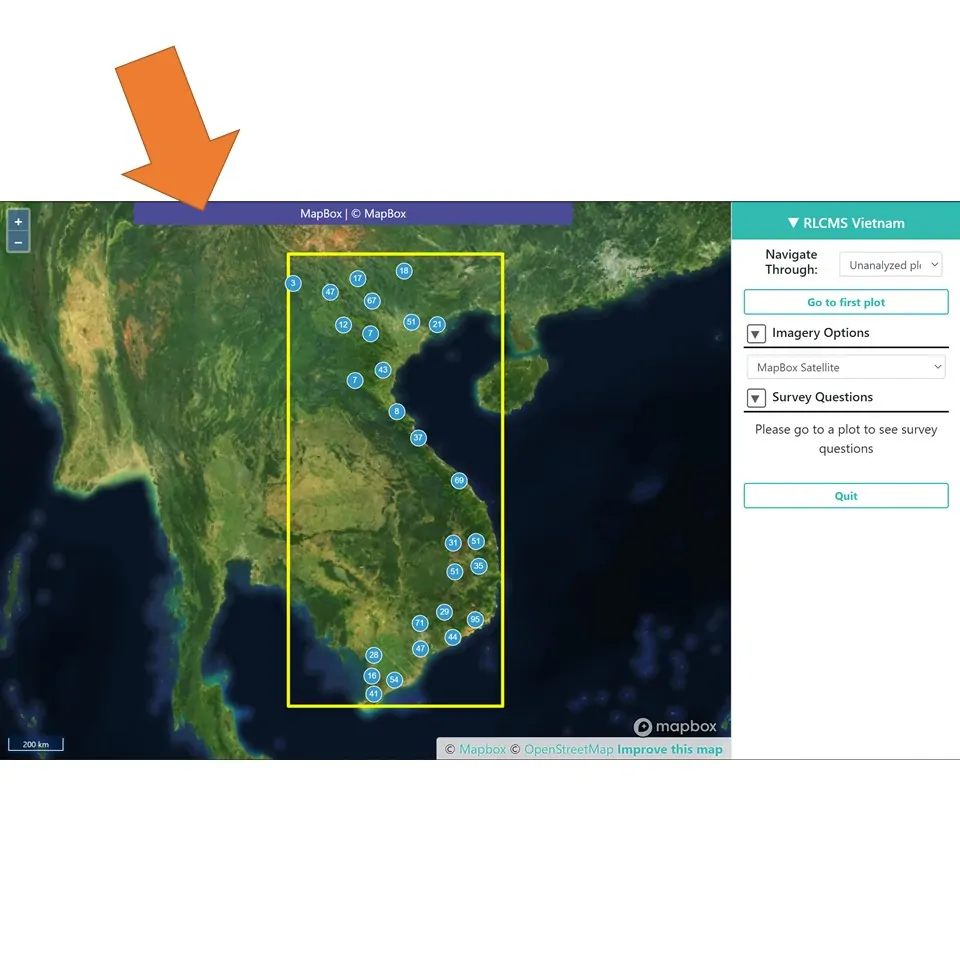 MapBox | © MapBox
+
−
▼ RLCMS Vietnam
Navigate
Through:
Unanalyzed pl
Go to first plot
▼ Imagery Options
MapBox Satellite
▼ Survey Questions
Please go to a plot to see survey
questions
Quit
18
17
3
47
67
12
51
21
7
43
7
8
37
69
31
51
51
35
29
71
95
44
47
28
16
54
41
200 km
mapbox
© Mapbox © OpenStreetMap Improve this map